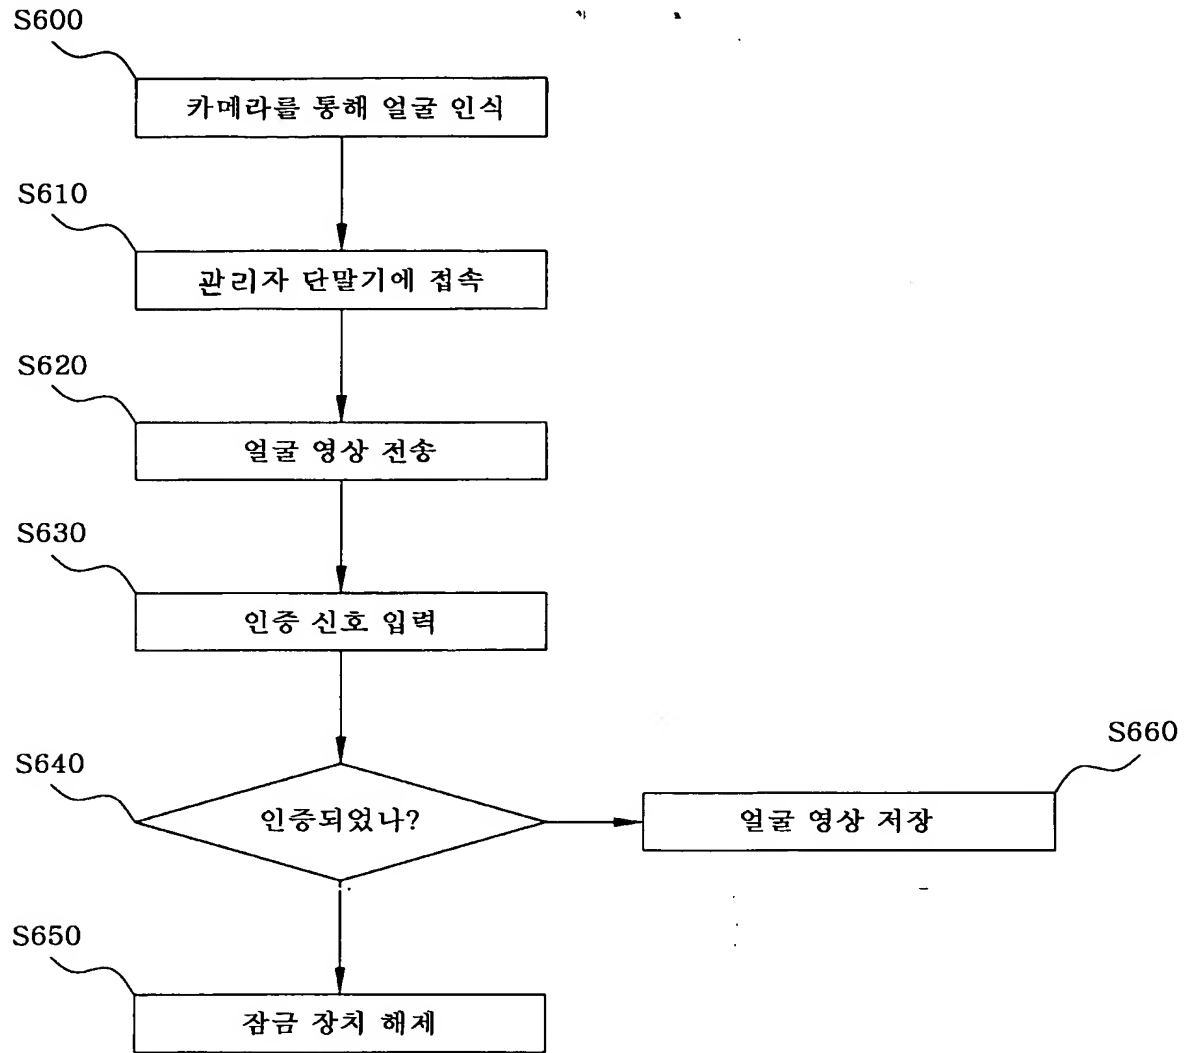 S600
카메라를 통해 얼굴 인식
S610
관리자 단말기에 접속
S620
얼굴 영상 전송
S630
인증 신호 입력
S640
인증되었나?
S660
얼굴 영상 저장
S650
잠금 장치 해제